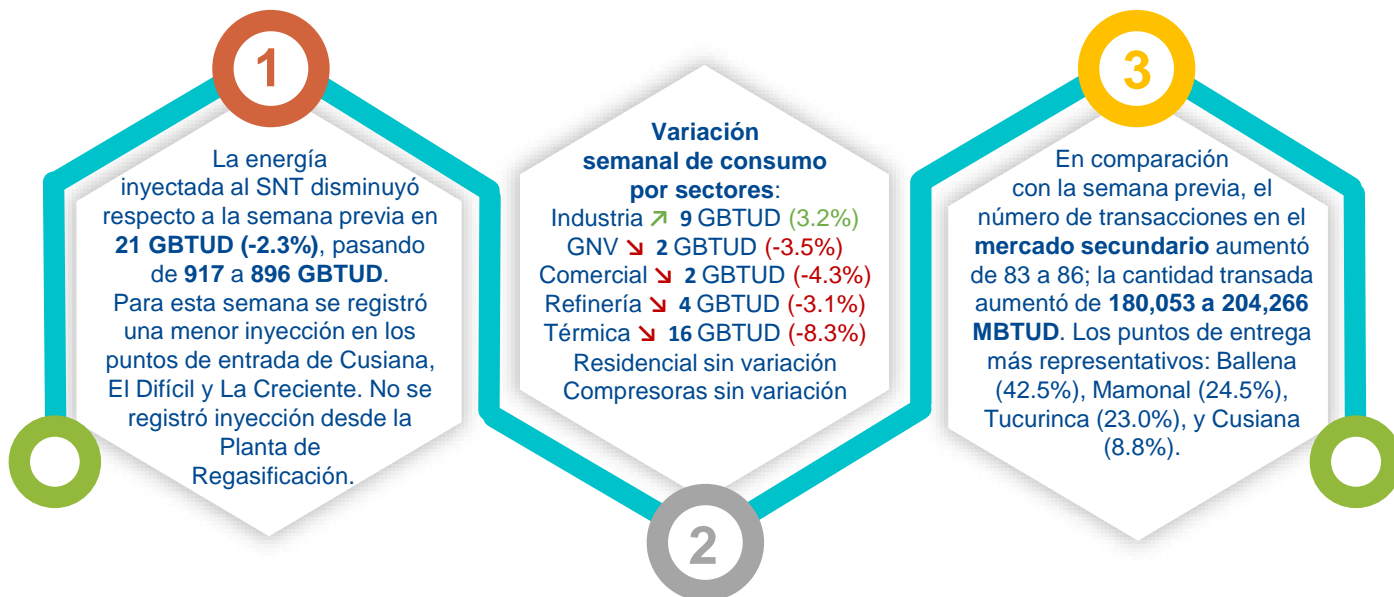 1
La energía
inyectada al SNT disminuyó
respecto a la semana previa en
21 GBTUD (-2.3%), pasando
de 917 a 896 GBTUD.
Para esta semana se registró
una menor inyección en los
puntos de entrada de Cusiana,
El Difícil y La Creciente. No se
registró inyección desde la
Planta de
Regasificación.
Variación
semanal de consumo
por sectores:
Industria ↗ 9 GBTUD (3.2%)
GNV ↘ 2 GBTUD (-3.5%)
Comercial ↘ 2 GBTUD (-4.3%)
Refinería ↘ 4 GBTUD (-3.1%)
Térmica ↘ 16 GBTUD (-8.3%)
Residencial sin variación
Compresoras sin variación
2
3
En comparación
con la semana previa, el
número de transacciones en el
mercado secundario aumentó
de 83 a 86; la cantidad transada
aumentó de 180,053 a 204,266
MBTUD. Los puntos de entrega
más representativos: Ballena
(42.5%), Mamonal (24.5%),
Tucurinca (23.0%), y Cusiana
(8.8%).